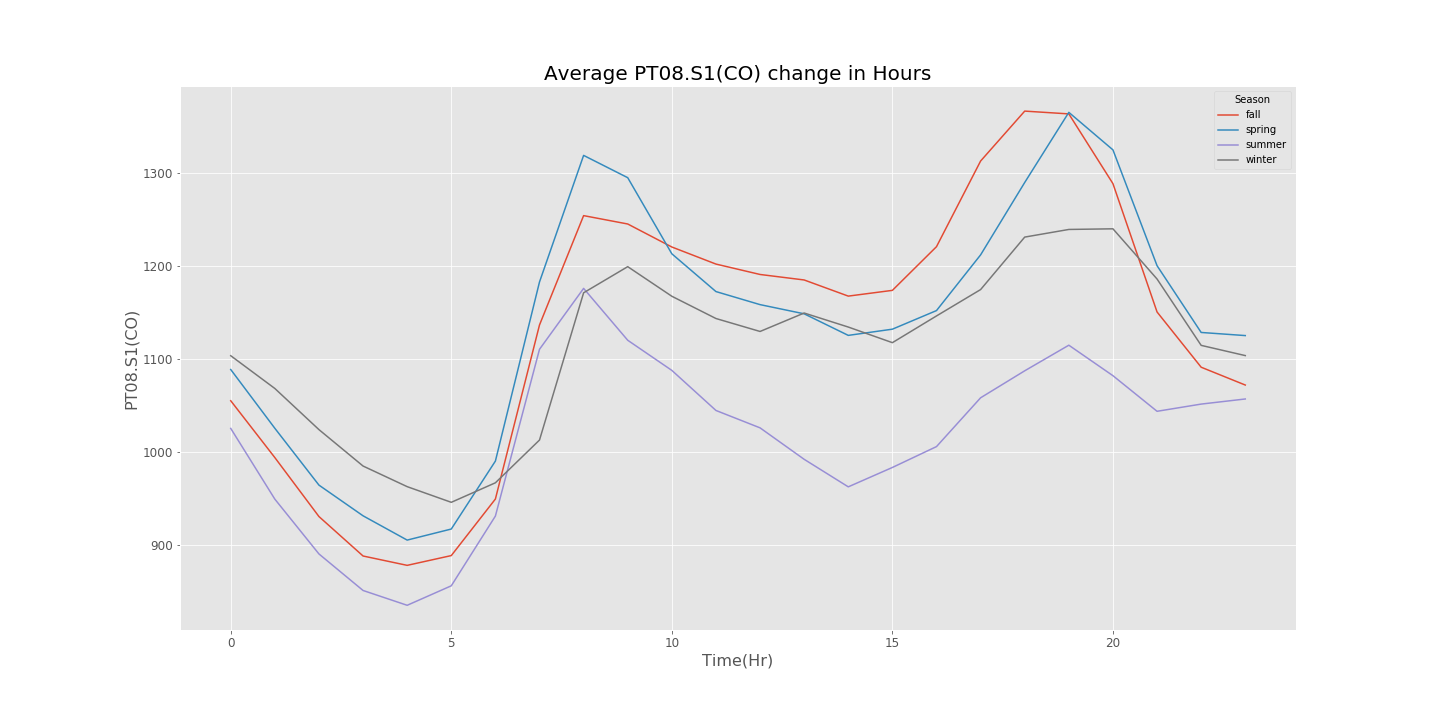 Average PT08.S1(CO) change in Hours
Season
fall
spring
summer
winter
PT08.S1(CO)
1300
1200
1100
1000
900
0 5 10 15 20
Time(Hr)